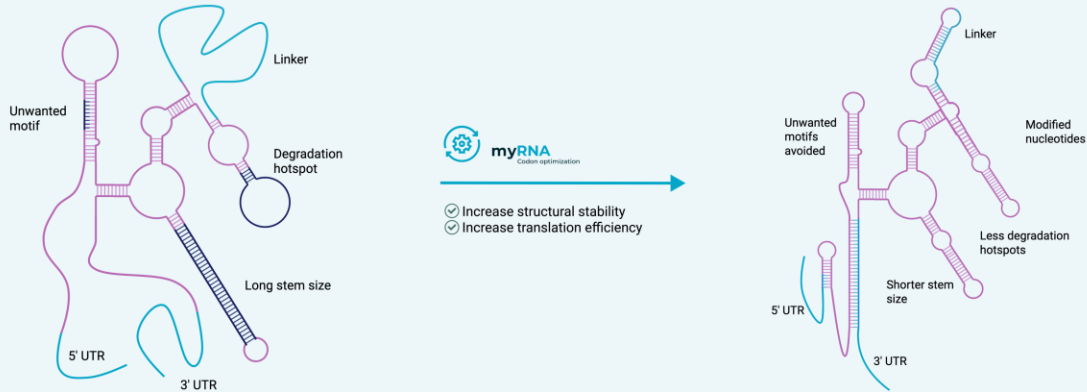 Linker
Unwanted
motif
Degradation
hotspot
Long stem size
5' UTR
3' UTR
myRNA
Codon optimization
Increase structural stability
Increase translation efficiency
Linker
Unwanted
motifs
avoided
Modified
nucleotides
Less degradation
hotspots
Shorter stem
size
5' UTR
3' UTR